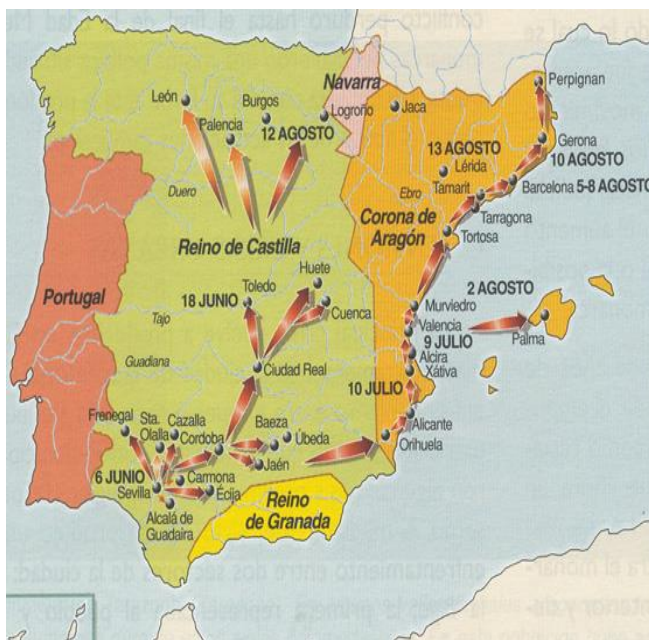 Navarra
Perpignan
León
Burgos
Logroño
Jaca
Palencia
12 AGOSTO
13 AGOSTO
Gerona
Lérida
10 AGOSTO
Tamarit
Duero
Ebro
Barcelona 5-8 AGOSTO
Corona de
Aragón
Tarragona
Reino de Castilla
Tortosa
Huete
Portugal
Toledo
18 JUNIO
Murviedro
2 AGOSTO
Cuenca
Tajo
Valencia
9 JULIO
Palma
Guadiana
Ciudad Real
Alcira
Xátiva
10 JULIO
Frenegal
Sta.
Olalla
Cazalla
Cordoba
Baeza
Úbeda
Alicante
Orihuela
Jaén
6 JUNIO
Sevilla
Carmona
Écija
Alcalá de
Guadaira
Reino
de Granada